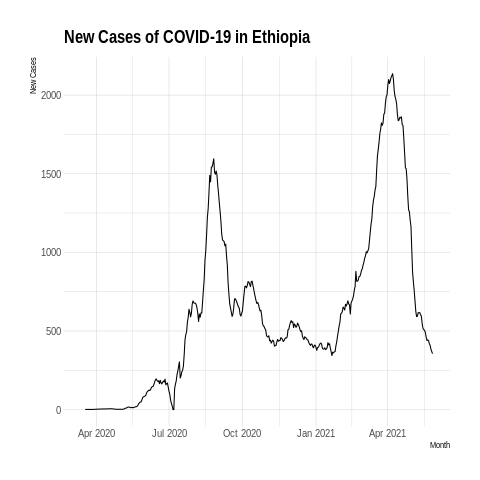 New Cases of COVID-19 in Ethiopia
New Cases
2000
1500
1000
500
0
Apr 2020 Jul 2020 Oct 2020 Jan 2021 Apr 2021
Month